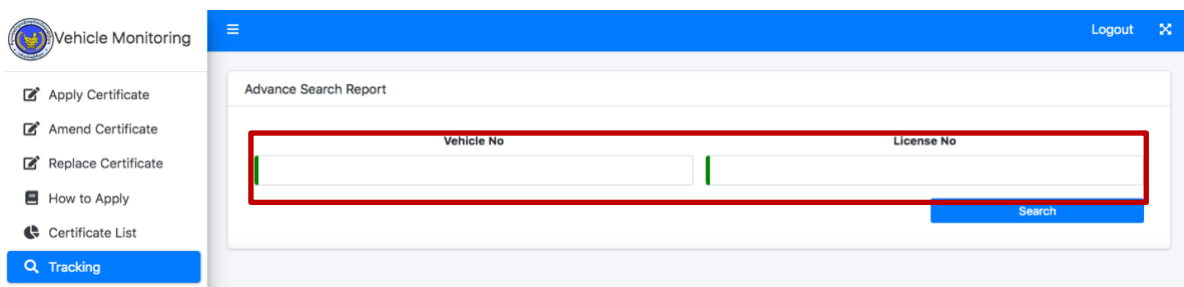 Vehicle Monitoring
Logout
Apply Certificate
Amend Certificate
Replace Certificate
How to Apply
Certificate List
Tracking
Advance Search Report
Vehicle No
License No
Search